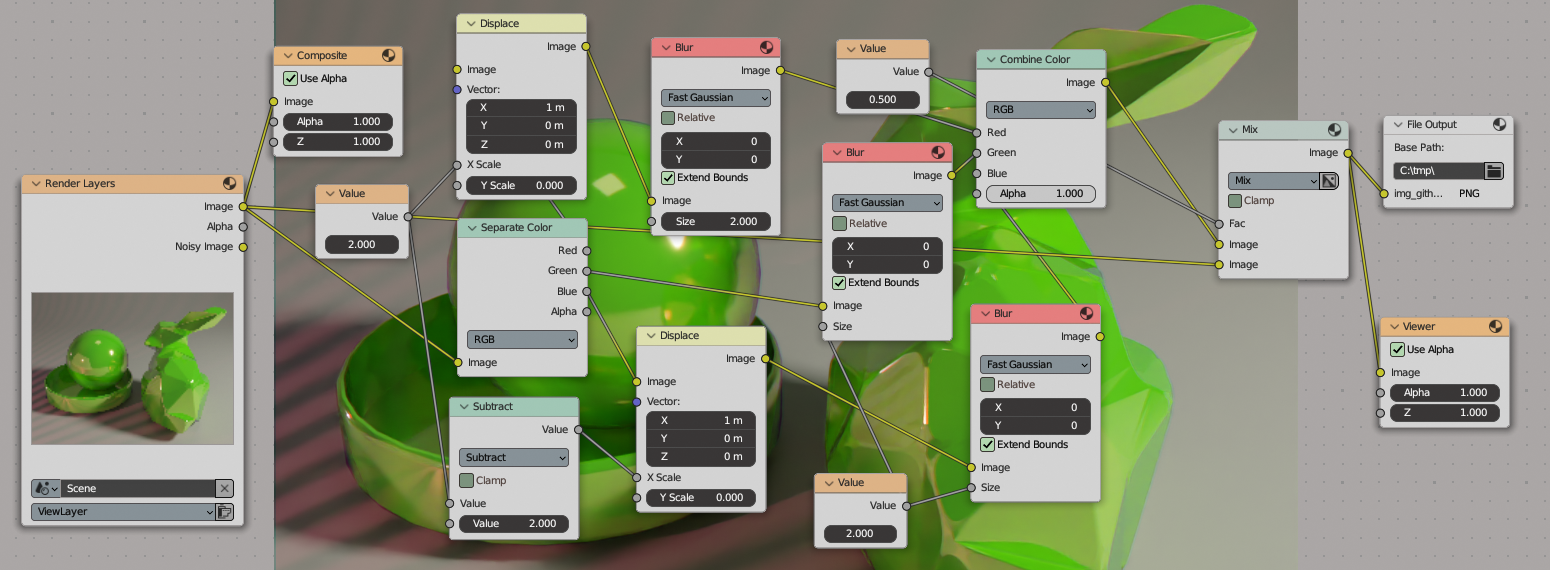 Render Layers
Image
Alpha
Noisy Image
Scene
ViewLayer
Composite
Use Alpha
Image
Alpha 1.000
Z 1.000
Value
Value
2.000
Displace
Image
Image
Vector:
X 1 m
Y 0 m
Z 0 m
X Scale
Y Scale 0.000
Separate Color
Red
Green
Blue
Alpha
RGB
Image
Subtract
Value
Subtract
Clamp
Value
Value 2.000
Blur
Image
Fast Gaussian
Relative
X 0
Y 0
Extend Bounds
Image
Size 2.000
Displace
Image
Image
Vector:
X 1 m
Y 0 m
Z 0 m
X Scale
Y Scale 0.000
Value
Value
0.500
Blur
Image
Fast Gaussian
Relative
X 0
Y 0
Extend Bounds
Image
Size
Value
Value
2.000
Combine Color
Image
RGB
Red
Green
Blue
Alpha 1.000
Blur
Image
Fast Gaussian
Relative
X 0
Y 0
Extend Bounds
Image
Size
Mix
Image
Mix
Clamp
Fac
Image
Image
File Output
Base Path:
C:\tmp\
img_gith... PNG
Viewer
Use Alpha
Image
Alpha 1.000
Z 1.000